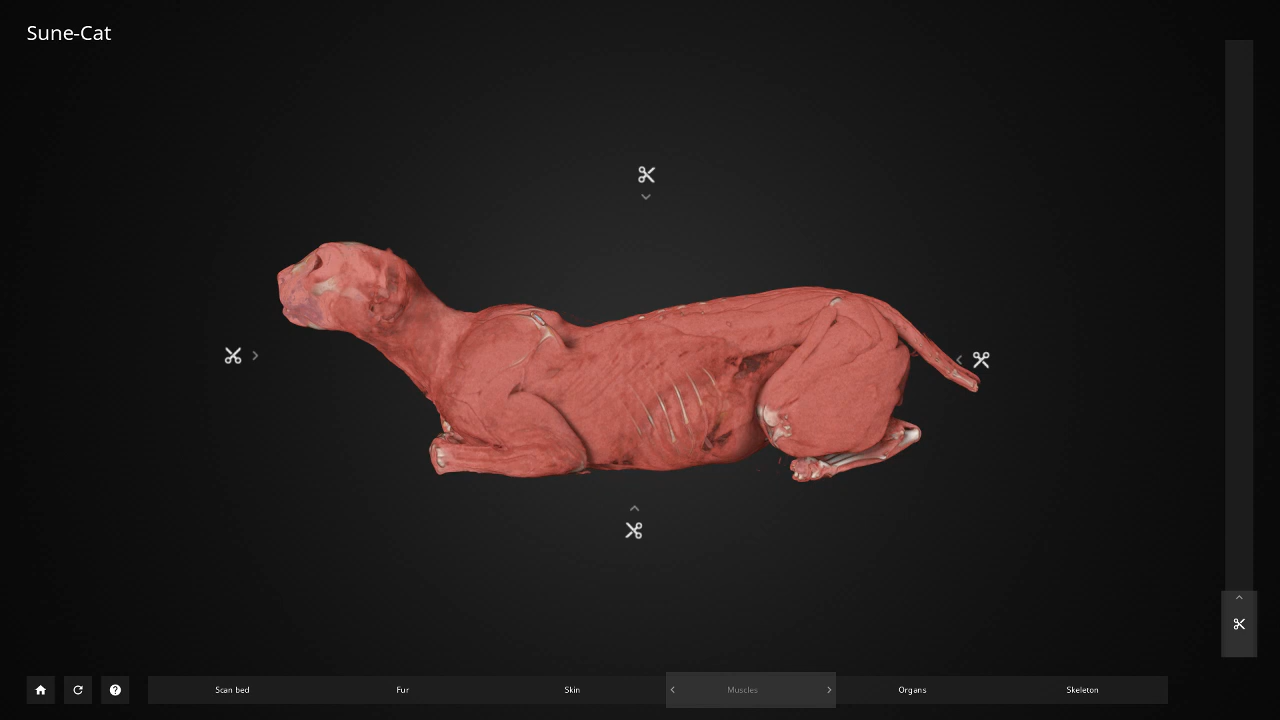 Sune-Cat
Scan bed
Fur
Skin
Muscles
Organs
Skeleton